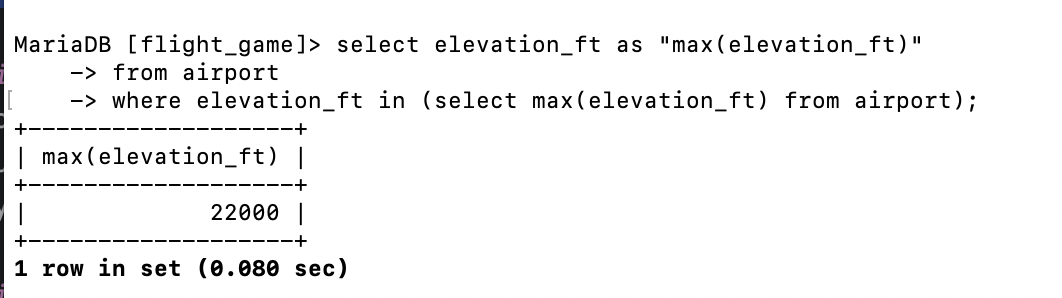 MariaDB [flight_game]> select elevation_ft as "max(elevation_ft)"
    -> from airport
    -> where elevation_ft in (select max(elevation_ft) from airport);
+-------------------+
| max(elevation_ft) |
+-------------------+
|             22000 |
+-------------------+
1 row in set (0.080 sec)